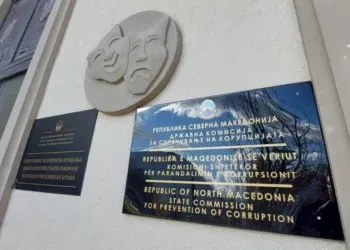 РЕПУБЛИКА СЕВЕРНА МАКЕДОНИЈА
ДРЖАВНА КОМИСИЈА
ЗА СПРЕЧУВАЊЕ НА КОРУПЦИЈАТА
REPUBLIKA E MAQEDONISË SË VERIUT
KOMISIONI SHTETËROR
PËR PARANDALIMIN E KORRUPSIONIT
REPUBLIC OF NORTH MACEDONIA
STATE COMMISSION
FOR PREVENTION OF CORRUPTION